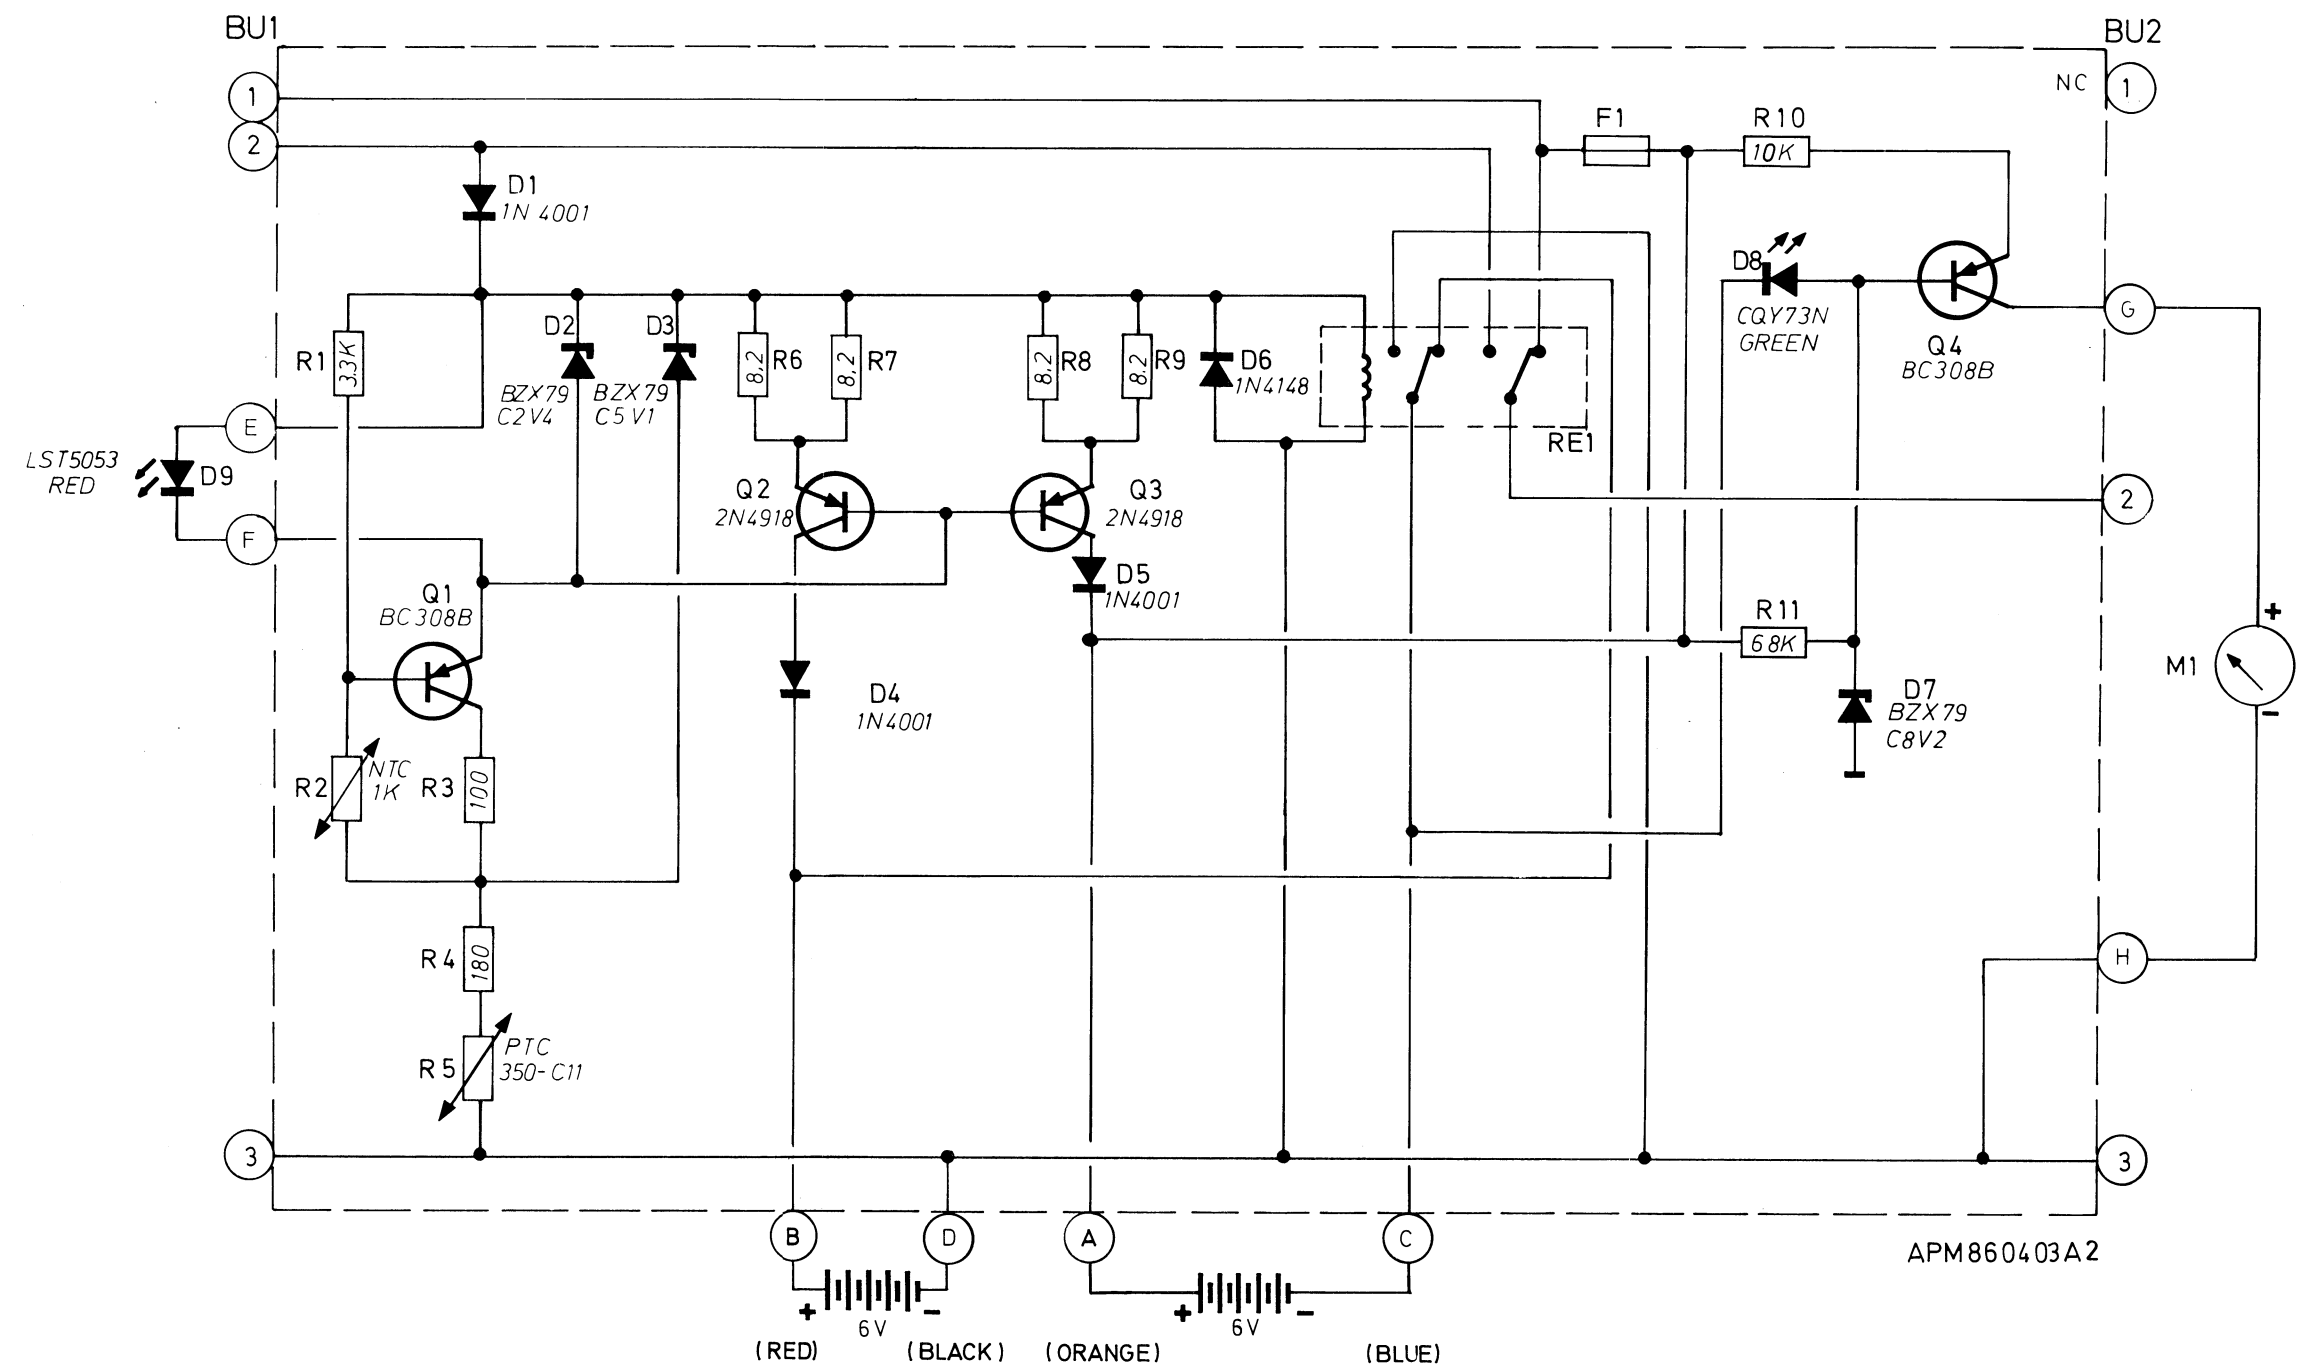 BU1
BU2
1
NC
1
2
F1
R10
10K
D1
1N 4001
D8
CQY73N
GREEN
Q4
BC308B
G
R1
3.3K
D2
BZX79
C2V4
D3
BZX79
C5V1
R6
8,2
R7
8,2
R8
8.2
R9
8.2
D6
1N4148
RE1
E
LST5053
RED
D9
F
Q2
2N4918
Q3
2N4918
2
D5
1N4001
Q1
BC308B
R11
68K
M1
+
-
D4
1N4001
D7
BZX79
C8V2
R2
NTC
1K
R3
100
R4
180
H
R5
PTC
350-C11
3
3
B
D
A
C
APM860403A2
+
-
6V
+
-
6V
(RED)
(BLACK)
(ORANGE)
(BLUE)